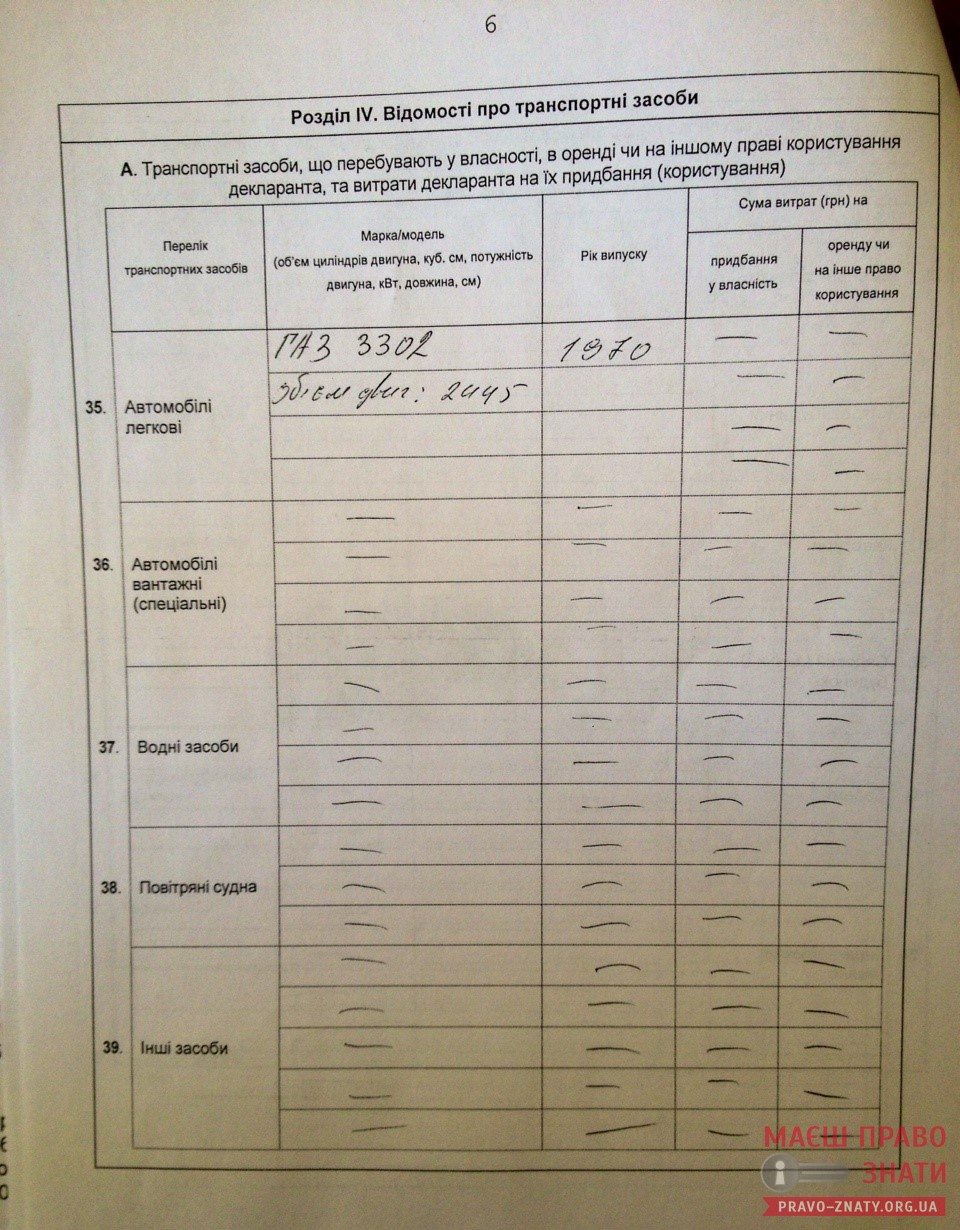 6
Розділ IV. Відомості про транспортні засоби
А. Транспортні засоби, що перебувають у власності, в оренді чи на іншому праві користування
декларанта, та витрати декларанта на їх придбання (користування)
Перелік
транспортних засобів
Марка/модель
(об'єм циліндрів двигуна, куб. см, потужність
двигуна, кВт, довжина, см)
Рік випуску
Сума витрат (грн) на
придбання
у власність
оренду чи
на інше право
користування
35. Автомобілі
легкові
ГАЗ 3302 1970 — —
об'єм двиг: 2445 — —
— —
— —
36. Автомобілі
вантажні
(спеціальні)
— — — —
— — — —
— — — —
— — — —
37. Водні засоби
— — — —
— — — —
— — — —
— — — —
38. Повітряні судна
— — — —
— — — —
— — — —
39. Інші засоби
— — — —
— — — —
— — — —
— — — —
— — — —
МАЄШ ПРАВО
ЗНАТИ
PRAVO-ZNATY.ORG.UA